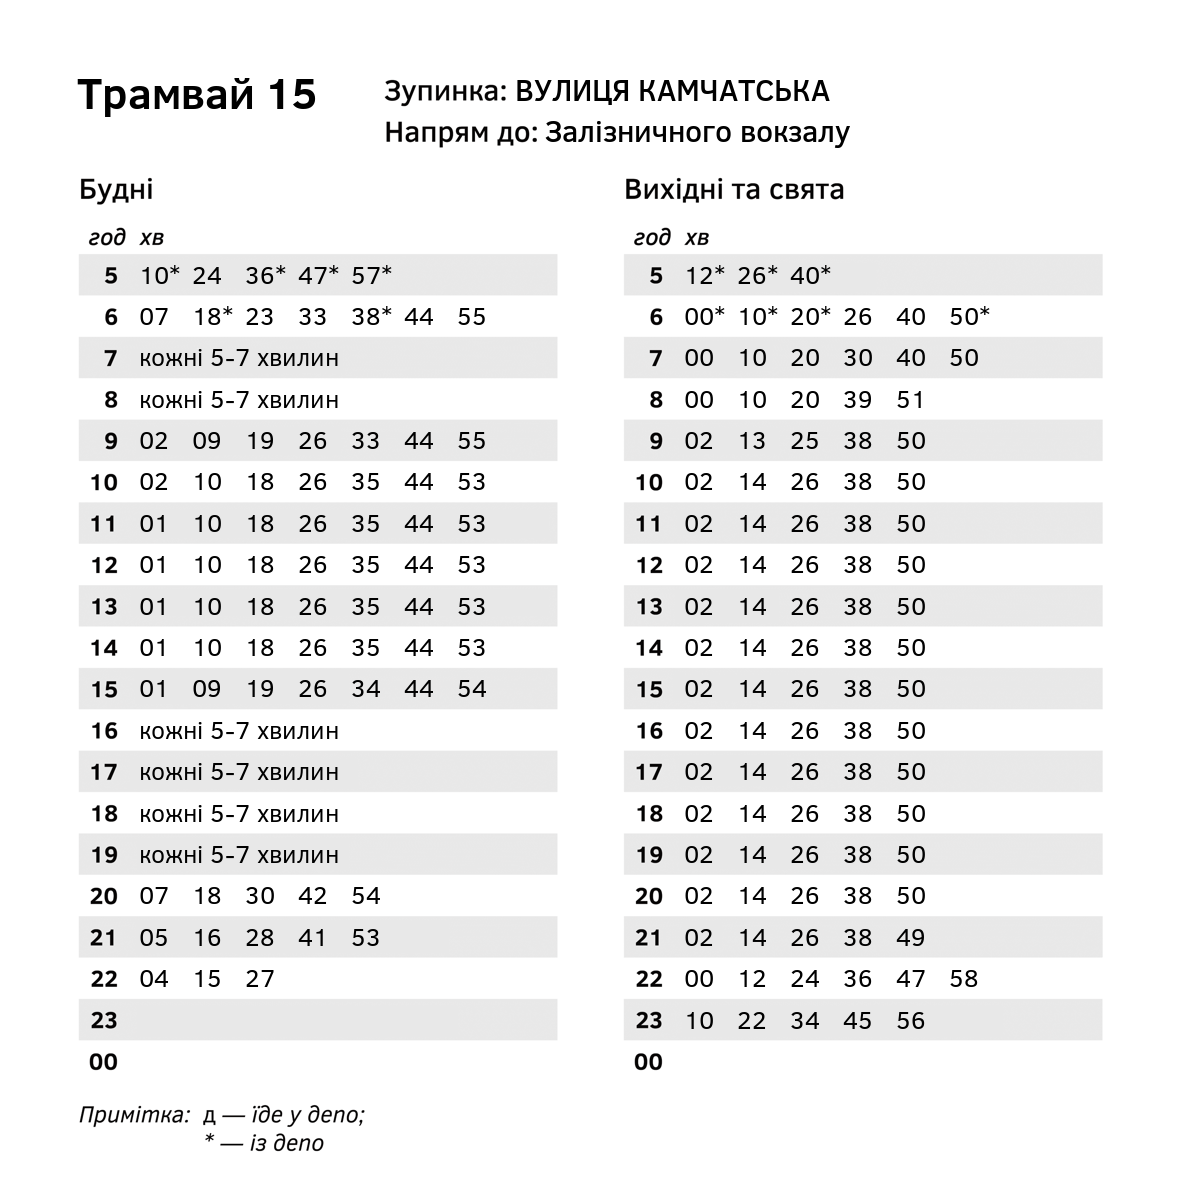 Трамвай 15
Зупинка: ВУЛИЦЯ КАМЧАТСЬКА
Напрям до: Залізничного вокзалу
Будні
год хв
5 10* 24 36* 47* 57*
6 07 18* 23 33 38* 44 55
7 кожні 5-7 хвилин
8 кожні 5-7 хвилин
9 02 09 19 26 33 44 55
10 02 10 18 26 35 44 53
11 01 10 18 26 35 44 53
12 01 10 18 26 35 44 53
13 01 10 18 26 35 44 53
14 01 10 18 26 35 44 53
15 01 09 19 26 34 44 54
16 кожні 5-7 хвилин
17 кожні 5-7 хвилин
18 кожні 5-7 хвилин
19 кожні 5-7 хвилин
20 07 18 30 42 54
21 05 16 28 41 53
22 04 15 27
23
00
Вихідні та свята
год хв
5 12* 26* 40*
6 00* 10* 20* 26 40 50*
7 00 10 20 30 40 50
8 00 10 20 39 51
9 02 13 25 38 50
10 02 14 26 38 50
11 02 14 26 38 50
12 02 14 26 38 50
13 02 14 26 38 50
14 02 14 26 38 50
15 02 14 26 38 50
16 02 14 26 38 50
17 02 14 26 38 50
18 02 14 26 38 50
19 02 14 26 38 50
20 02 14 26 38 50
21 02 14 26 38 49
22 00 12 24 36 47 58
23 10 22 34 45 56
00
Примітка: д — їде у депо;
* — із депо